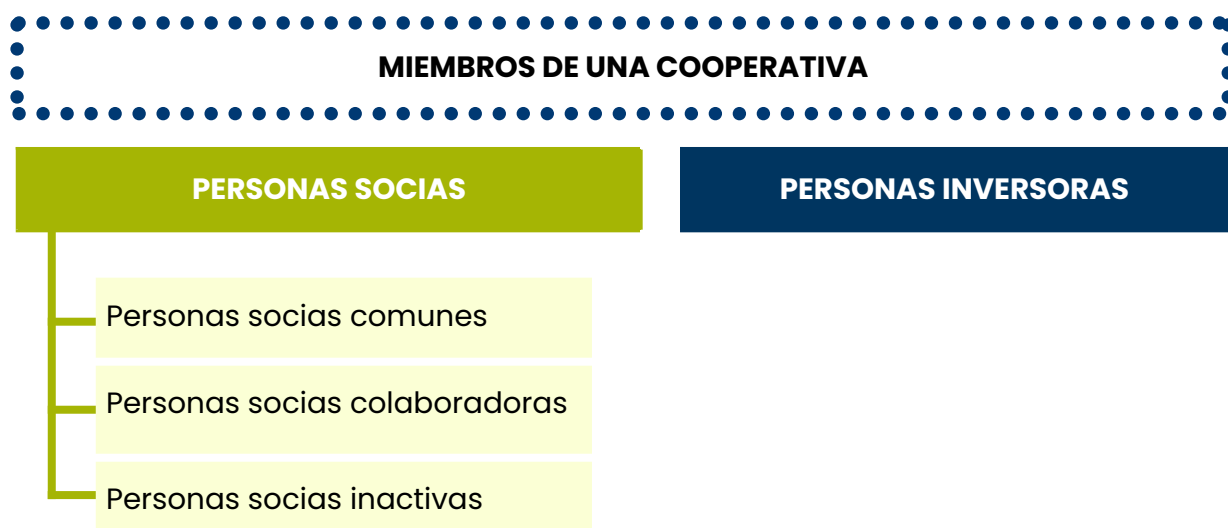 MIEMBROS DE UNA COOPERATIVA
PERSONAS SOCIAS
PERSONAS INVERSORAS
Personas socias comunes
Personas socias colaboradoras
Personas socias inactivas